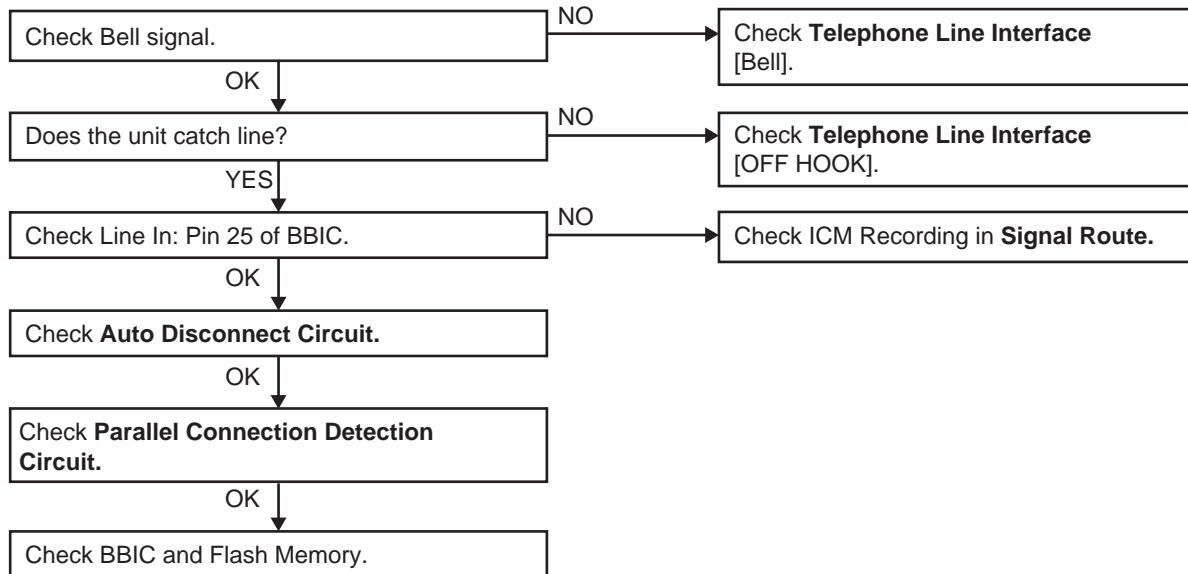 Check Bell signal.
NO
Check Telephone Line Interface
[Bell].
OK
Does the unit catch line?
NO
Check Telephone Line Interface
[OFF HOOK].
YES
Check Line In: Pin 25 of BBIC.
NO
Check ICM Recording in Signal Route.
OK
Check Auto Disconnect Circuit.
OK
Check Parallel Connection Detection
Circuit.
OK
Check BBIC and Flash Memory.